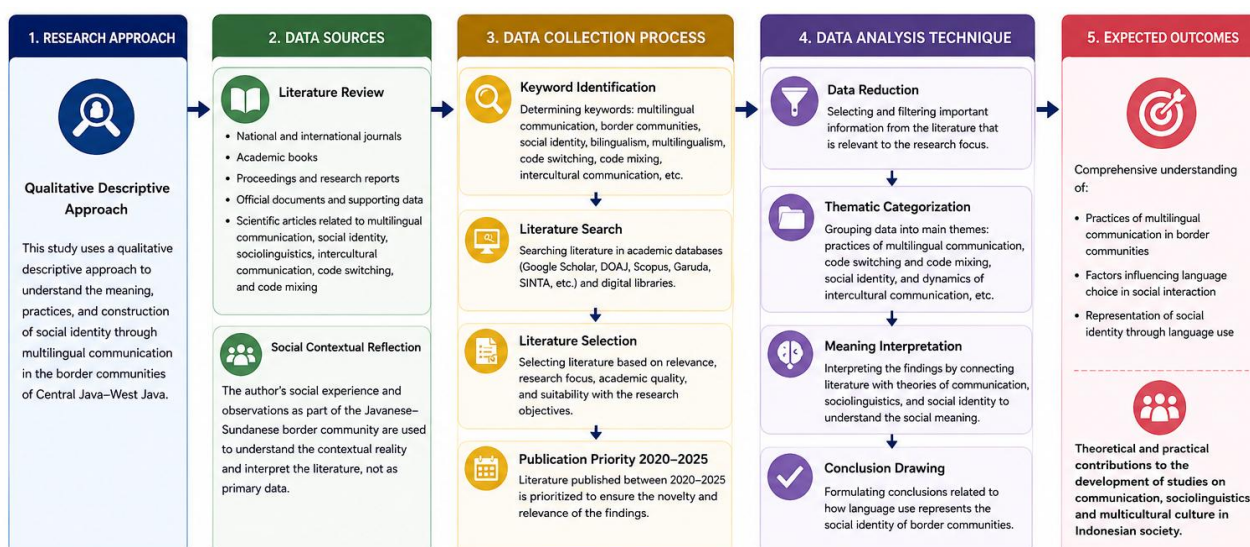 1. RESEARCH APPROACH
Qualitative Descriptive
Approach
This study uses a qualitative
descriptive approach to
understand the meaning,
practices, and construction
of social identity through
multilingual communication
in the border communities
of Central Java–West Java.
2. DATA SOURCES
Literature Review
• National and international journals
• Academic books
• Proceedings and research reports
• Official documents and supporting data
• Scientific articles related to multilingual
communication, social identity,
sociolinguistics, intercultural
communication, code switching,
and code mixing
Social Contextual Reflection
The author's social experience and
observations as part of the Javanese–
Sundanese border community are used
to understand the contextual reality
and interpret the literature, not as
primary data.
3. DATA COLLECTION PROCESS
Keyword Identification
Determining keywords: multilingual
communication, border communities,
social identity, bilingualism, multilingualism,
code switching, code mixing,
intercultural communication, etc.
Literature Search
Searching literature in academic databases
(Google Scholar, DOAJ, Scopus, Garuda,
SINTA, etc.) and digital libraries.
Literature Selection
Selecting literature based on relevance,
research focus, academic quality,
and suitability with the research
objectives.
Publication Priority 2020–2025
Literature published between 2020–2025
is prioritized to ensure the novelty and
relevance of the findings.
4. DATA ANALYSIS TECHNIQUE
Data Reduction
Selecting and filtering important
information from the literature that
is relevant to the research focus.
Thematic Categorization
Grouping data into main themes:
practices of multilingual communication,
code switching and code mixing,
social identity, and dynamics of
intercultural communication, etc.
Meaning Interpretation
Interpreting the findings by connecting
literature with theories of communication,
sociolinguistics, and social identity to
understand the social meaning.
Conclusion Drawing
Formulating conclusions related to
how language use represents the
social identity of border communities.
5. EXPECTED OUTCOMES
Comprehensive understanding
of:
• Practices of multilingual
communication in border
communities
• Factors influencing language
choice in social interaction
• Representation of social
identity through language use
Theoretical and practical
contributions to the
development of studies on
communication, sociolinguistics
and multicultural culture in
Indonesian society.